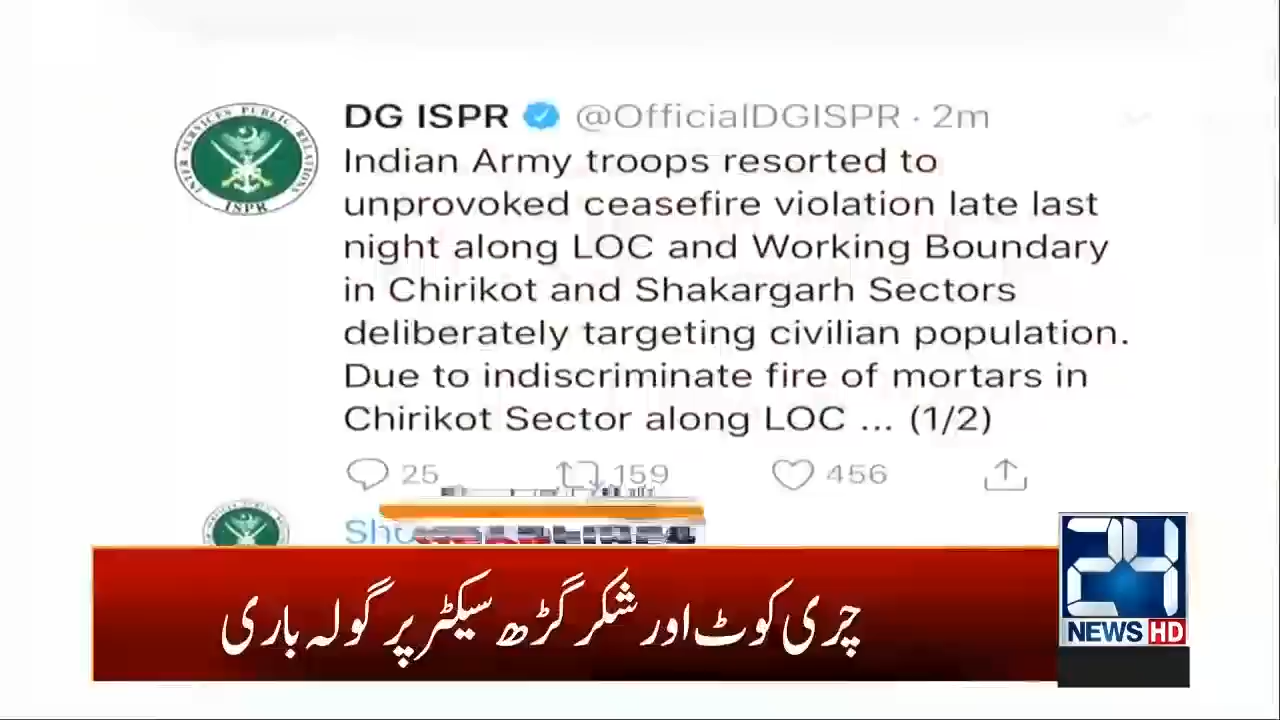 DG ISPR @OfficialDGISPR · 2m
Indian Army troops resorted to
unprovoked ceasefire violation late last
night along LOC and Working Boundary
in Chirikot and Shakargarh Sectors
deliberately targeting civilian population.
Due to indiscriminate fire of mortars in
Chirikot Sector along LOC ... (1/2)
25 159 456
INTER SERVICES PUBLIC RELATIONS
ISPR
چری کوٹ اور شکر گڑھ سیکٹر پر گولہ باری
24
NEWS HD